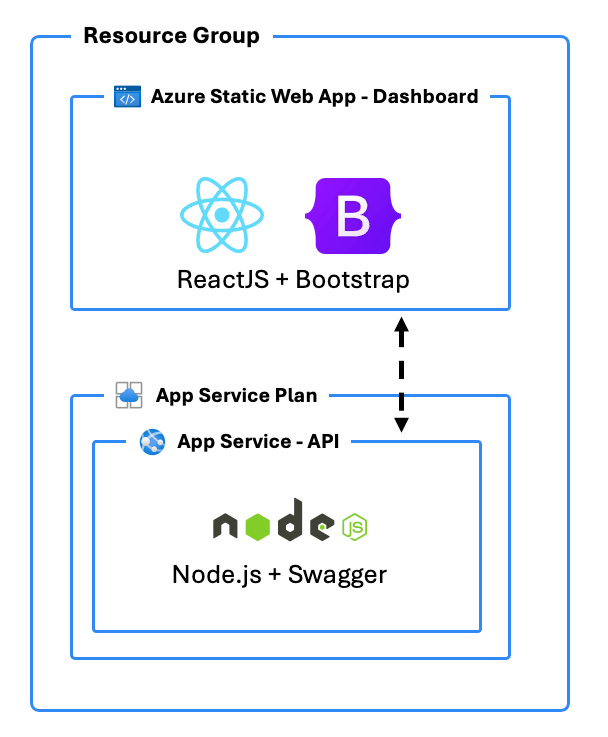 Resource Group
Azure Static Web App - Dashboard
</>
B
ReactJS + Bootstrap
App Service Plan
App Service - API
node JS
Node.js + Swagger